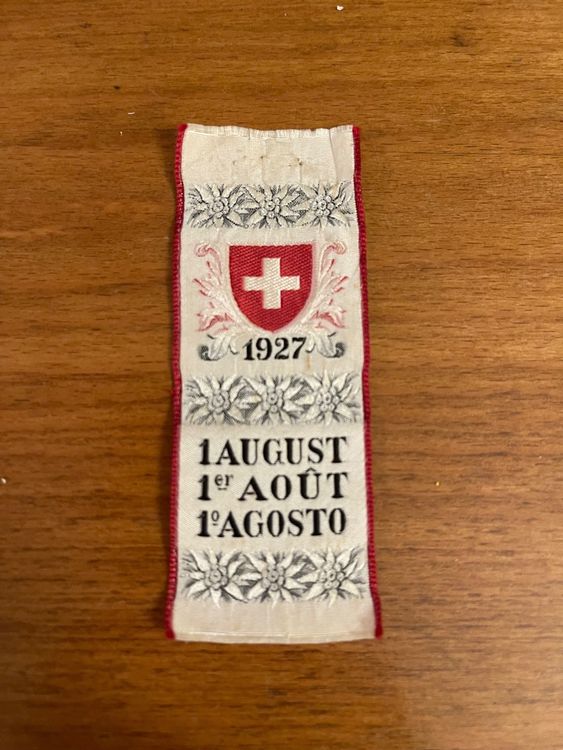 1927
1 AUGUST
1er AOÛT
1º AGOSTO